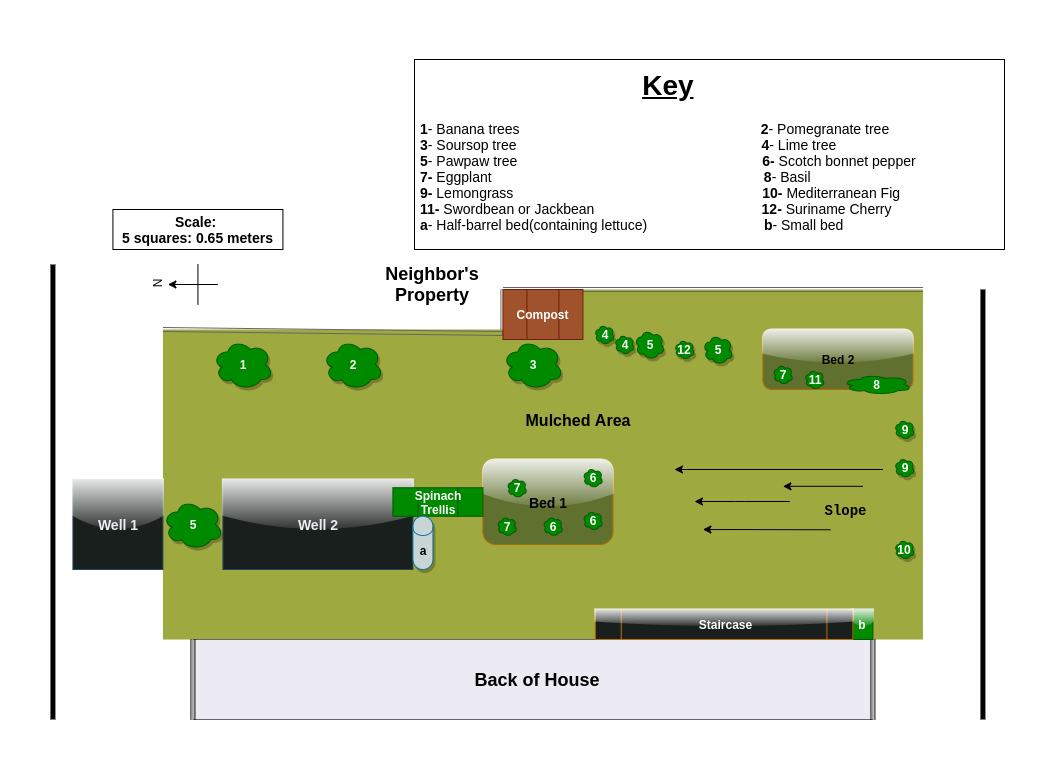 Key
1- Banana trees
2- Pomegranate tree
3- Soursop tree
4- Lime tree
5- Pawpaw tree
6- Scotch bonnet pepper
7- Eggplant
8- Basil
9- Lemongrass
10- Mediterranean Fig
11- Swordbean or Jackbean
12- Suriname Cherry
a- Half-barrel bed(containing lettuce)
b- Small bed
Scale:
5 squares: 0.65 meters
N
Neighbor's
Property
Compost
4
4
5
12
5
Bed 2
7
11
8
1
2
3
Mulched Area
9
9
Spinach
Trellis
7
6
Bed 1
7
6
6
Slope
Well 1
5
Well 2
a
10
Staircase
b
Back of House